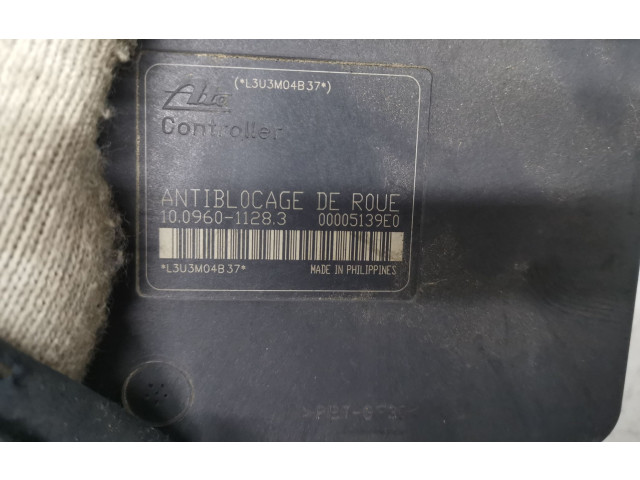 (*L3U3M04B37*)
Ate
Controller
ANTIBLOCAGE DE ROUE
10.0960-1128.3 00005139E0
*L3U3M04B37*
MADE IN PHILIPPINES